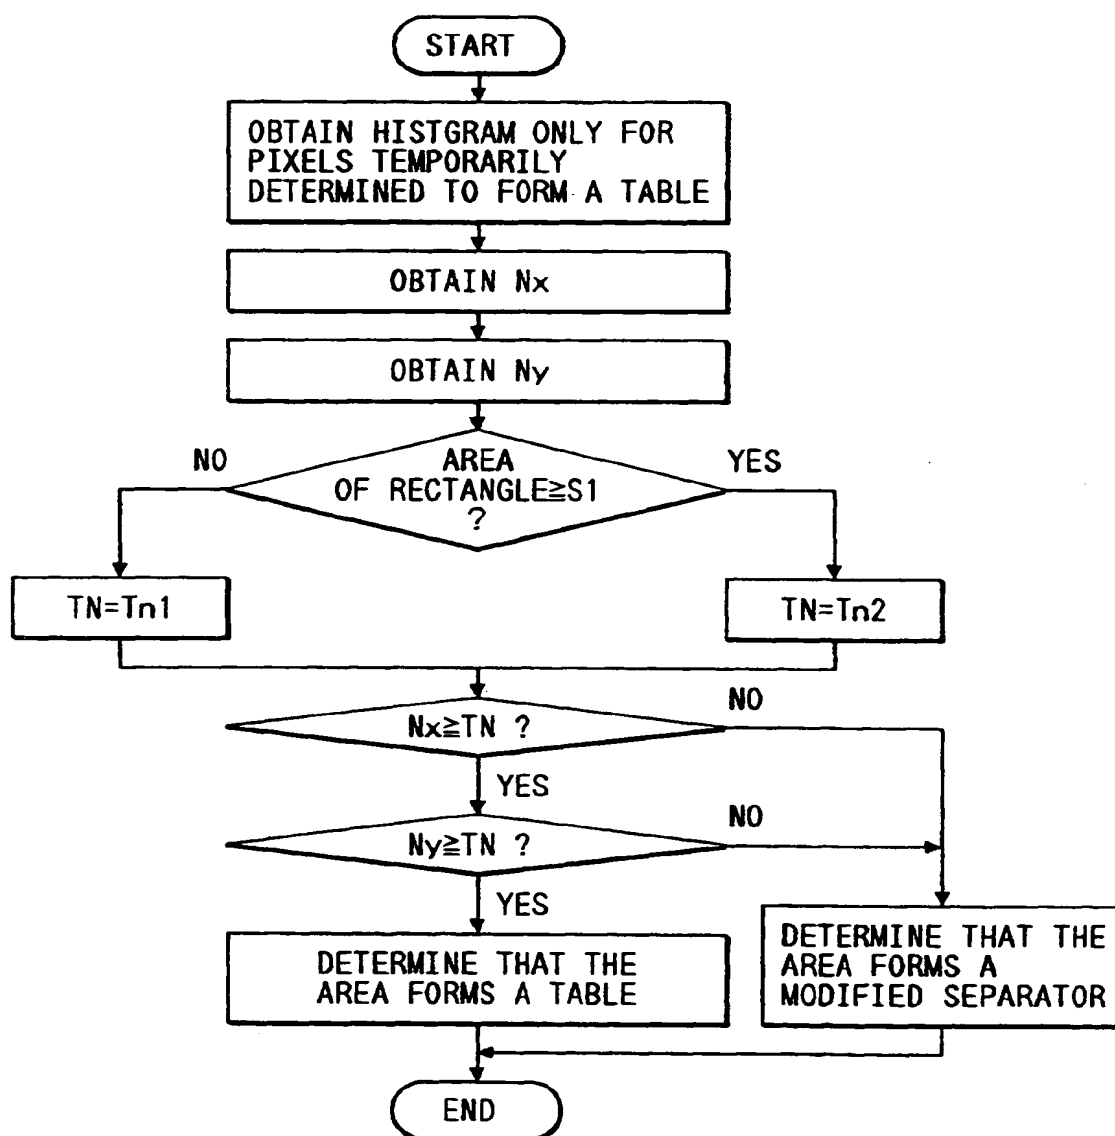 START
OBTAIN HISTGRAM ONLY FOR
PIXELS TEMPORARILY
DETERMINED TO FORM A TABLE
OBTAIN Nx
OBTAIN Ny
NO
AREA
OF RECTANGLE≧S1
?
YES
TN=Tn1
TN=Tn2
Nx≧TN ?
NO
YES
Ny≧TN ?
NO
YES
DETERMINE THAT THE
AREA FORMS A TABLE
DETERMINE THAT THE
AREA FORMS A
MODIFIED SEPARATOR
END